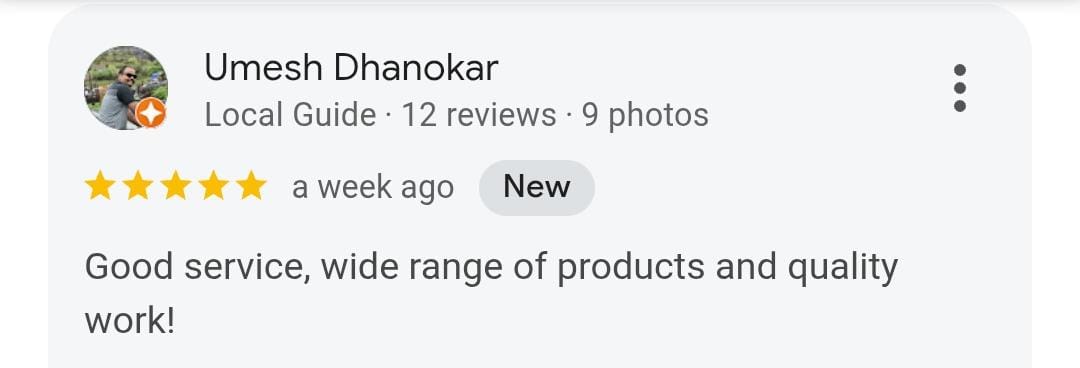 Umesh Dhanokar
Local Guide · 12 reviews · 9 photos
a week ago New
Good service, wide range of products and quality
work!